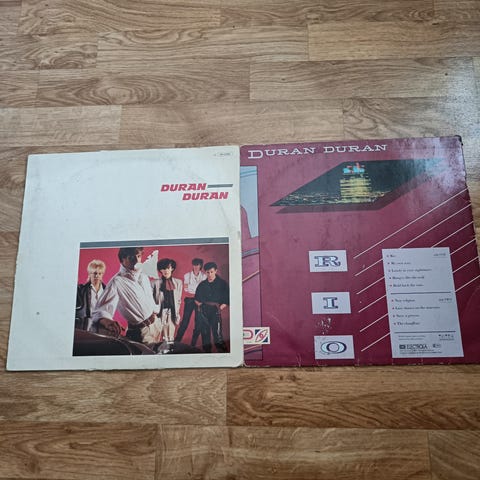 DURAN
DURAN
DURAN DURAN
R
I
O
Rio
My own way
Lonely in your nightmare
Hungry like the wolf
Hold back the rain
New religion
Last chance on the stairway
Save a prayer
The chauffeur
ELECTROLA